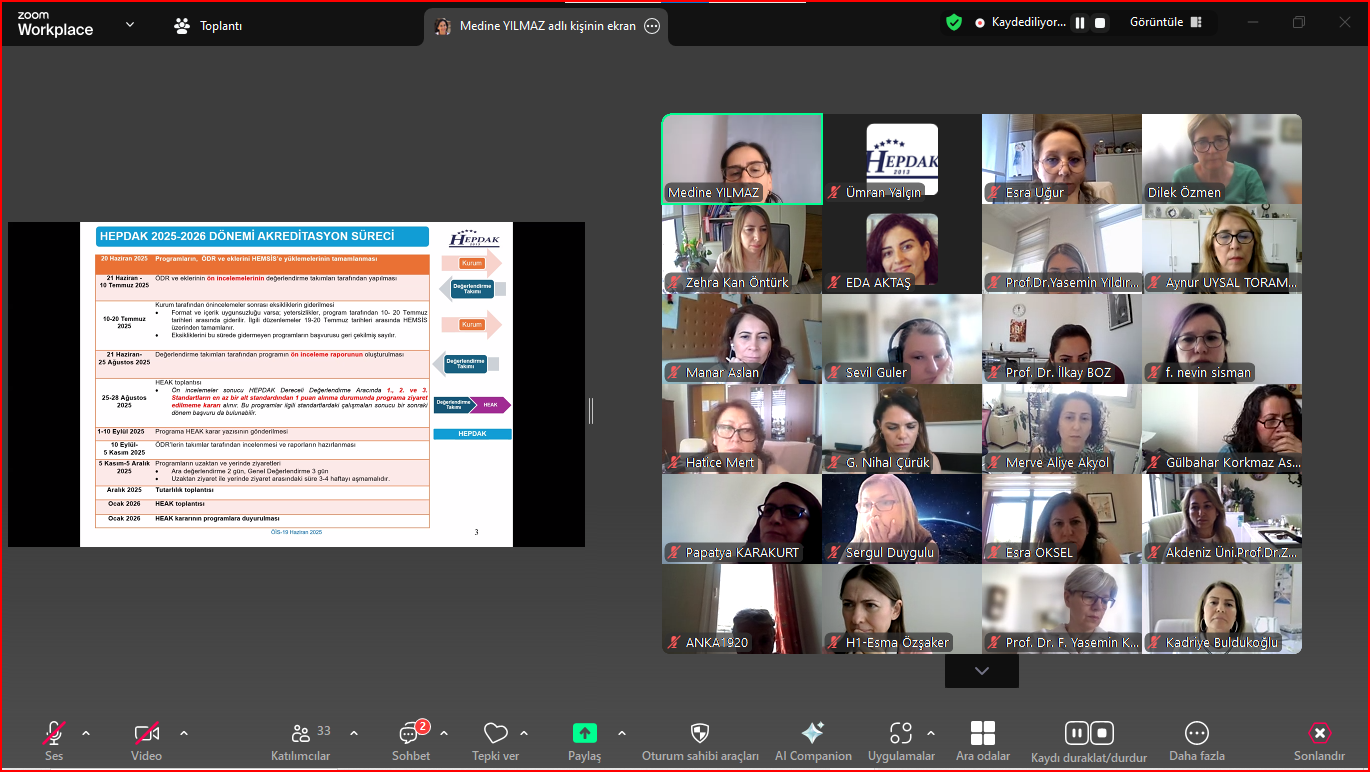 zoom
Workplace
Toplantı
Medine YILMAZ adlı kişinin ekran
Kaydediliyor...
Görüntüle
HEPDAK 2025-2026 DÖNEMİ AKREDİTASYON SÜRECİ
HEPDAK
20 Haziran 2025 Programların, ÖDR ve eklerini HEMSİS'e yüklemelerinin tamamlanması
Kurum
21 Haziran - 10 Temmuz 2025 ÖDR ve eklerinin ön incelemelerinin değerlendirme takımları tarafından yapılması
Değerlendirme Takımı
10-20 Temmuz 2025
Kurum tarafından önincelemeler sonrası eksikliklerin giderilmesi
• Format ve içerik uygunsuzluğu varsa; yetersizlikler, program tarafından 10- 20 Temmuz
tarihleri arasında giderilir. İlgili düzenlemeler 19-20 Temmuz tarihleri arasında HEMSİS
üzerinden tamamlanır.
• Eksiklerini bu sürede gidermeyen programların başvurusu geri çekilmiş sayılır.
Kurum
21 Haziran- 25 Ağustos 2025 Değerlendirme takımları tarafından programın ön inceleme raporunun oluşturulması
Değerlendirme Takımı
25-28 Ağustos 2025
HEAK toplantısı
• Ön incelemeler sonucu HEPDAK Dereceli Değerlendirme Aracında 1., 2. ve 3.
Standartların en az bir alt standardından 1 puan alınma durumunda programa ziyaret
edilmeme kararı alınır. Bu programlar ilgili standartlardaki çalışmaları sonucu bir sonraki
dönem başvuru da bulunabilir.
Değerlendirme Takımı
HEAK
1-10 Eylül 2025 Programa HEAK karar yazısının gönderilmesi
HEPDAK
10 Eylül- 5 Kasım 2025 ÖDR'lerin takımlar tarafından incelenmesi ve raporların hazırlanması
5 Kasım-5 Aralık 2025 Programların uzaktan ve yerinde ziyaretleri
• Ara değerlendirme 2 gün, Genel Değerlendirme 3 gün
• Uzaktan ziyaret ile yerinde ziyaret arasındaki süre 3-4 haftayı aşmamalıdır.
Aralık 2025 Tutarlılık toplantısı
Ocak 2026 HEAK toplantısı
Ocak 2026 HEAK kararının programlara duyurulması
ÖİS-19 Haziran 2025
3
HEPDAK
2013
Medine YILMAZ
Ümran Yalçın
Esra Uğur
Dilek Özmen
Zehra Kan Öntürk
EDA AKTAŞ
Prof.Dr.Yasemin Yıldır...
Aynur UYSAL TORAM...
Manar Aslan
Sevil Guler
Prof. Dr. İlkay BOZ
f. nevin sisman
Hatice Mert
G. Nihal Çürük
Merve Aliye Akyol
Gülbahar Korkmaz As...
Papatya KARAKURT
Sergul Duygulu
Esra OKSEL
Akdeniz Üni.Prof.Dr.Z...
ANKA1920
H1-Esma Özşaker
Prof. Dr. F. Yasemin K...
Kadriye Buldukoğlu
Ses
Video
33
Katılımcılar
2
Sohbet
Tepki ver
Paylaş
Oturum sahibi araçları
AI Companion
Uygulamalar
Ara odalar
Kaydı duraklat/durdur
Daha fazla
Sonlandır